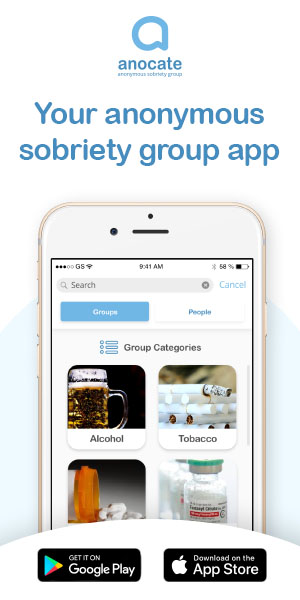 anocate
anonymous sobriety group
Your anonymous
sobriety group app
GS
9:41 AM
58 %
Search
Cancel
Groups
People
Group Categories
Alcohol
Tobacco
GET IT ON
Google Play
Download on the
App Store